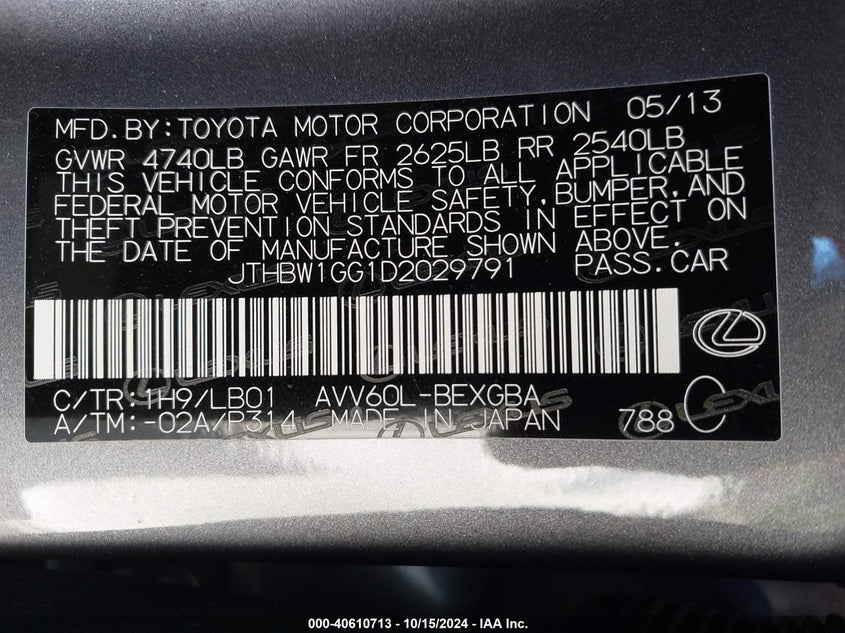 MFD.BY:TOYOTA MOTOR CORPORATION 05/13
GVWR 4740LB GAWR FR 2625LB RR 2540LB
THIS VEHICLE CONFORMS TO ALL APPLICABLE
FEDERAL MOTOR VEHICLE SAFETY,BUMPER,AND
THEFT PREVENTION STANDARDS IN EFFECT ON
THE DATE OF MANUFACTURE SHOWN ABOVE.
JTHBW1GG1D2029791 PASS.CAR
C/TR:1H9/LB01 AVV60L-BEXGBA
A/TM:-02A/P314 MADE IN JAPAN 788
000-40610713 - 10/15/2024 - IAA Inc.